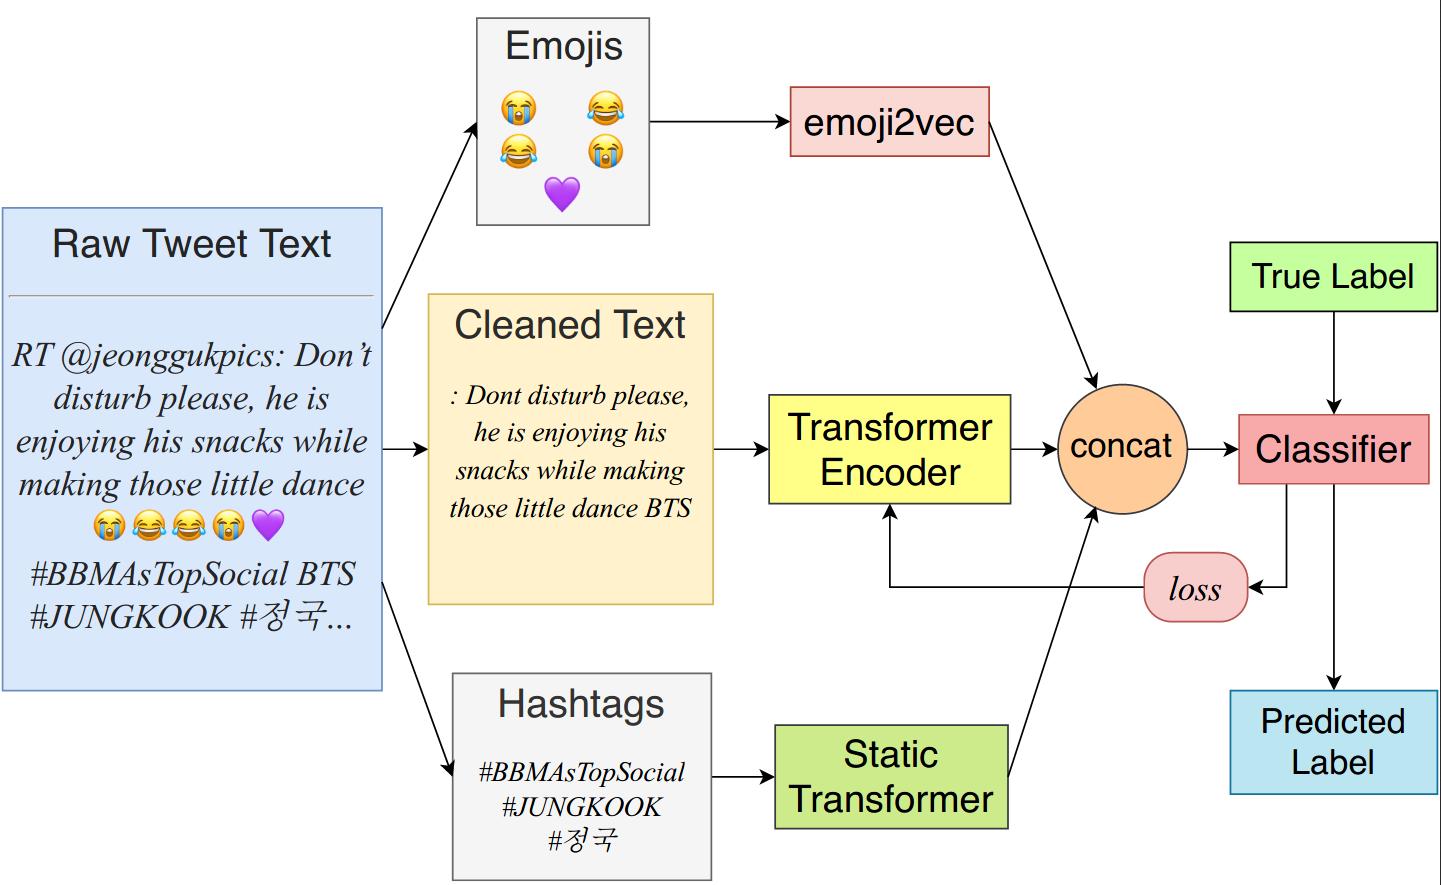 Raw Tweet Text
RT @jeonggukpics: Don’t
disturb please, he is
enjoying his snacks while
making those little dance
😭😂😂😭💜
#BBMAsTopSocial BTS
#JUNGKOOK #정국...
Emojis
😭 😂
😂 😭
💜
Cleaned Text
: Dont disturb please,
he is enjoying his
snacks while making
those little dance BTS
Hashtags
#BBMAsTopSocial
#JUNGKOOK
#정국
emoji2vec
Transformer
Encoder
Static
Transformer
concat
loss
True Label
Classifier
Predicted
Label